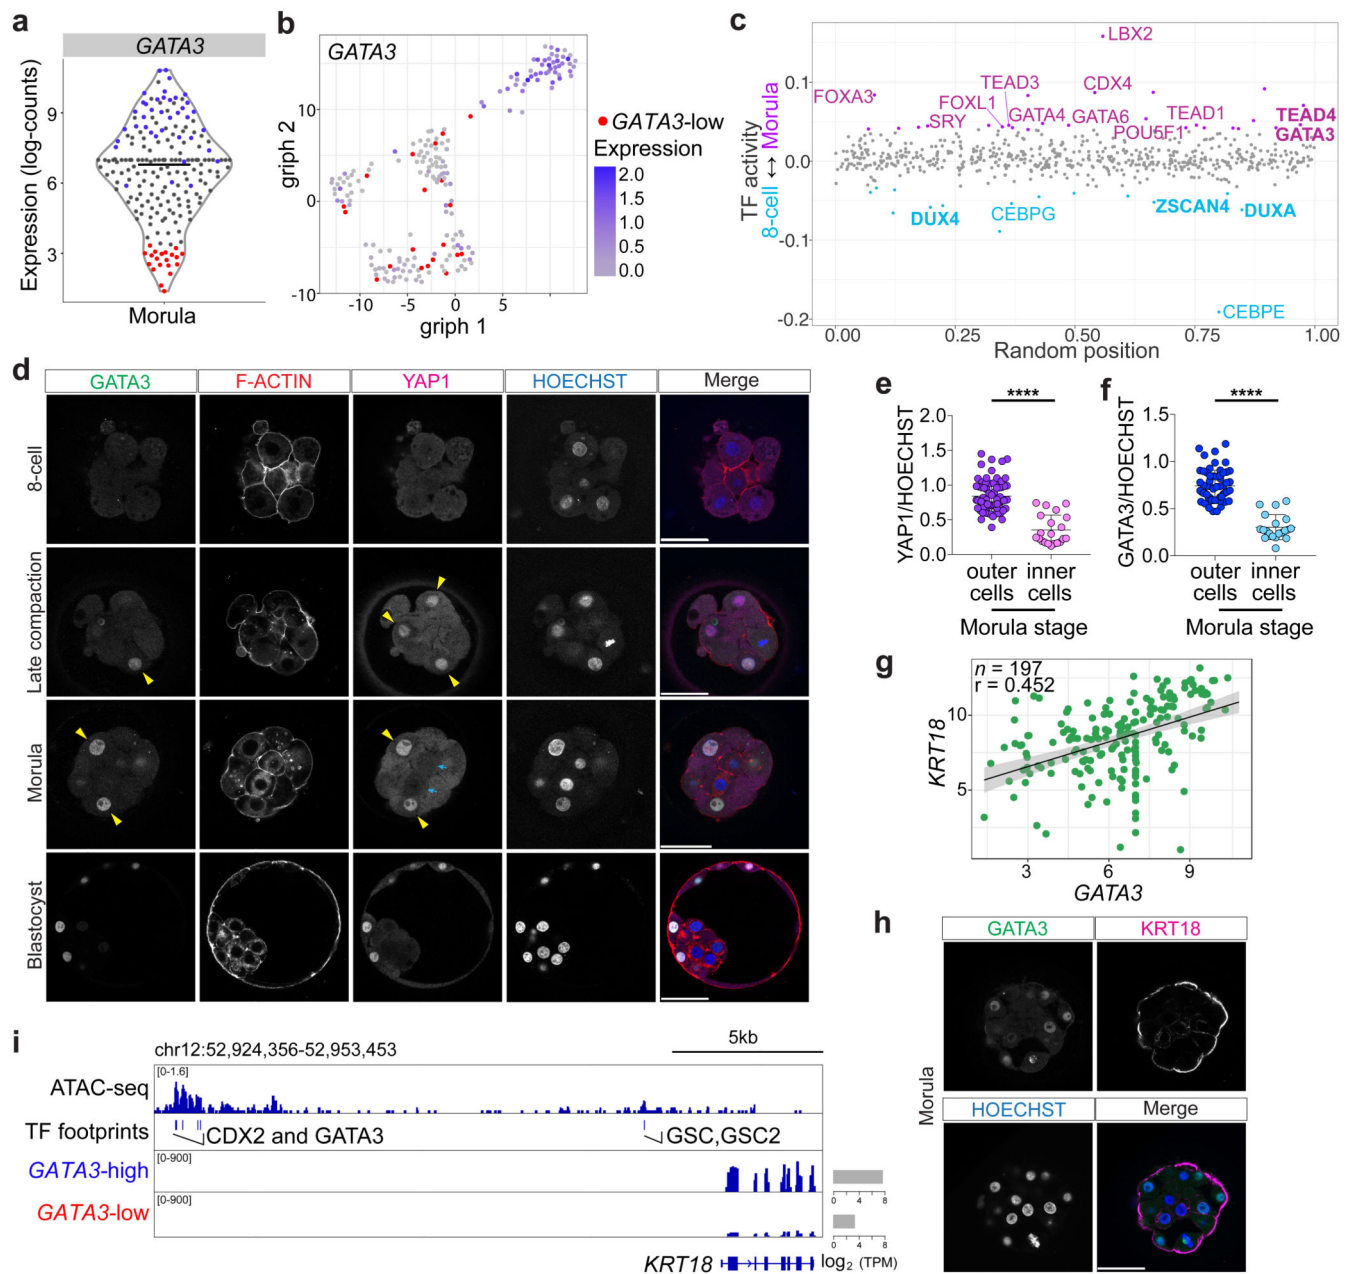 a
GATA3
Expression (log-counts)
9
6
3
Morula
b
GATA3
griph 2
10
0
-10
-10
-5
0
5
griph 1
GATA3-low
Expression
2.0
1.5
1.0
0.5
0.0
c
TF activity
8-cell ↔ Morula
0.1
0.0
-0.1
-0.2
LBX2
TEAD3
CDX4
FOXA3
FOXL1
GATA4
GATA6
TEAD1
TEAD4
SRY
POU5F1
GATA3
DUX4
CEBPG
ZSCAN4
DUXA
CEBPE
0.00
0.25
0.50
0.75
1.00
Random position
d
GATA3
F-ACTIN
YAP1
HOECHST
Merge
8-cell
Late compaction
Morula
Blastocyst
e
****
YAP1/HOECHST
2.0
1.5
1.0
0.5
0.0
outer inner
cells cells
Morula stage
f
****
GATA3/HOECHST
1.5
1.0
0.5
0.0
outer inner
cells cells
Morula stage
g
n = 197
r = 0.452
KRT18
10
5
3
6
9
GATA3
h
GATA3
KRT18
Morula
HOECHST
Merge
i
chr12:52,924,356-52,953,453
5kb
ATAC-seq
[0-1.6]
TF footprints
CDX2 and GATA3
GSC,GSC2
GATA3-high
[0-900]
0 4 8
GATA3-low
[0-900]
0 4 8
KRT18
log2 (TPM)